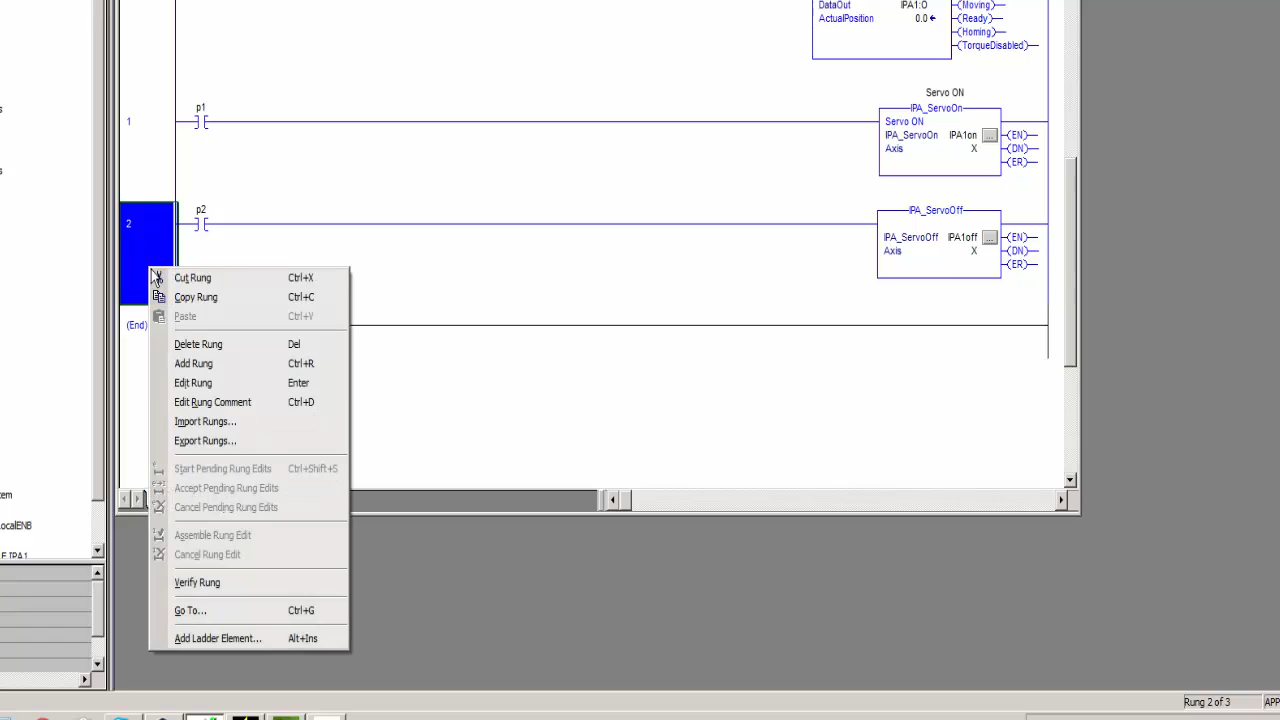 DataOut IPA1:O (Moving)
ActualPosition 0.0 (Ready)
(Homing)
(TorqueDisabled)
Servo ON
p1 IPA_ServoOn
1 Servo ON
IPA_ServoOn IPA1on ... (EN)
Axis X (DN)
(ER)
p2 IPA_ServoOff
2
IPA_ServoOff IPA1off ... (EN)
Axis X (DN)
(ER)
(End)
Cut Rung Ctrl+X
Copy Rung Ctrl+C
Paste Ctrl+V
Delete Rung Del
Add Rung Ctrl+R
Edit Rung Enter
Edit Rung Comment Ctrl+D
Import Rungs...
Export Rungs...
Start Pending Rung Edits Ctrl+Shift+S
Accept Pending Rung Edits
Cancel Pending Rung Edits
Assemble Rung Edit
Cancel Rung Edit
Verify Rung
Go To... Ctrl+G
Add Ladder Element... Alt+Ins
tem
ocalENB
IPA1
Rung 2 of 3 APP